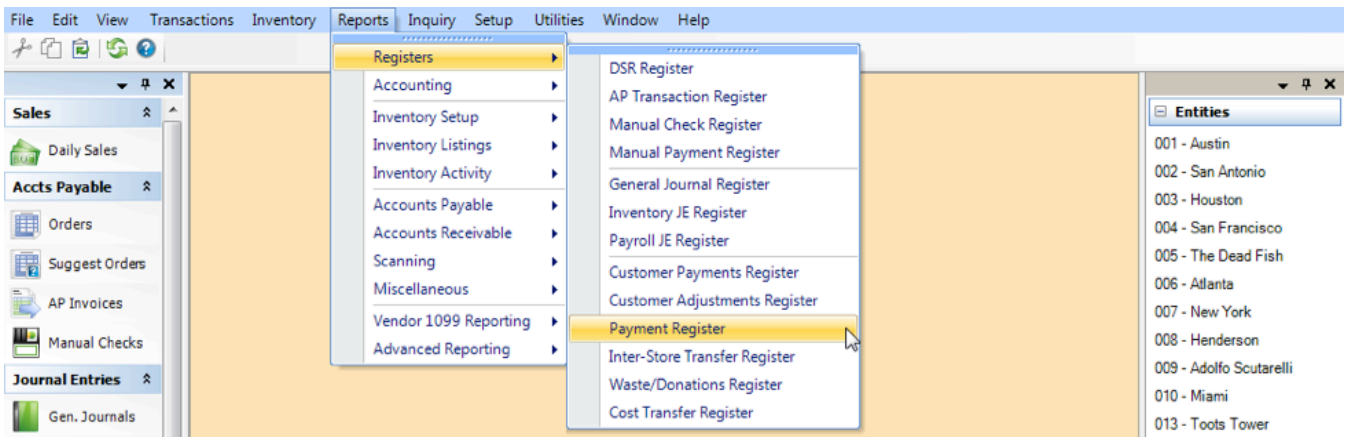 File Edit View Transactions Inventory Reports Inquiry Setup Utilities Window Help
Sales
Daily Sales
Accts Payable
Orders
Suggest Orders
AP Invoices
Manual Checks
Journal Entries
Gen. Journals
Registers
Accounting
Inventory Setup
Inventory Listings
Inventory Activity
Accounts Payable
Accounts Receivable
Scanning
Miscellaneous
Vendor 1099 Reporting
Advanced Reporting
DSR Register
AP Transaction Register
Manual Check Register
Manual Payment Register
General Journal Register
Inventory JE Register
Payroll JE Register
Customer Payments Register
Customer Adjustments Register
Payment Register
Inter-Store Transfer Register
Waste/Donations Register
Cost Transfer Register
Entities
001 - Austin
002 - San Antonio
003 - Houston
004 - San Francisco
005 - The Dead Fish
006 - Atlanta
007 - New York
008 - Henderson
009 - Adolfo Scutarelli
010 - Miami
013 - Toots Tower